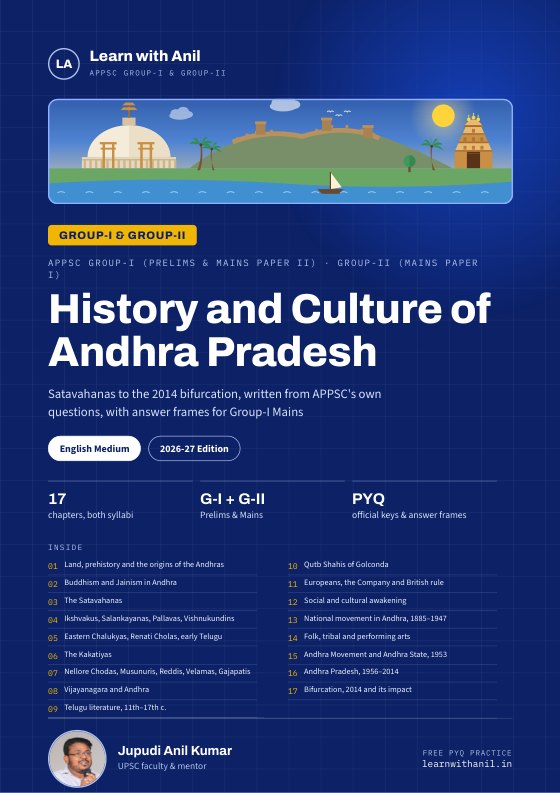 LA
Learn with Anil
APPSC GROUP-I & GROUP-II
GROUP-I & GROUP-II
APPSC GROUP-I (PRELIMS & MAINS PAPER II) · GROUP-II (MAINS PAPER
I)
History and Culture of
Andhra Pradesh
Satavahanas to the 2014 bifurcation, written from APPSC's own
questions, with answer frames for Group-I Mains
English Medium
2026-27 Edition
17
chapters, both syllabi
G-I + G-II
Prelims & Mains
PYQ
official keys & answer frames
INSIDE
01 Land, prehistory and the origins of the Andhras
02 Buddhism and Jainism in Andhra
03 The Satavahanas
04 Ikshvakus, Salankayanas, Pallavas, Vishnukundins
05 Eastern Chalukyas, Renati Cholas, early Telugu
06 The Kakatiyas
07 Nellore Chodas, Musunuris, Reddis, Velamas, Gajapatis
08 Vijayanagara and Andhra
09 Telugu literature, 11th–17th c.
10 Qutb Shahis of Golconda
11 Europeans, the Company and British rule
12 Social and cultural awakening
13 National movement in Andhra, 1885–1947
14 Folk, tribal and performing arts
15 Andhra Movement and Andhra State, 1953
16 Andhra Pradesh, 1956–2014
17 Bifurcation, 2014 and its impact
Jupudi Anil Kumar
UPSC faculty & mentor
FREE PYQ PRACTICE
learnwithanil.in